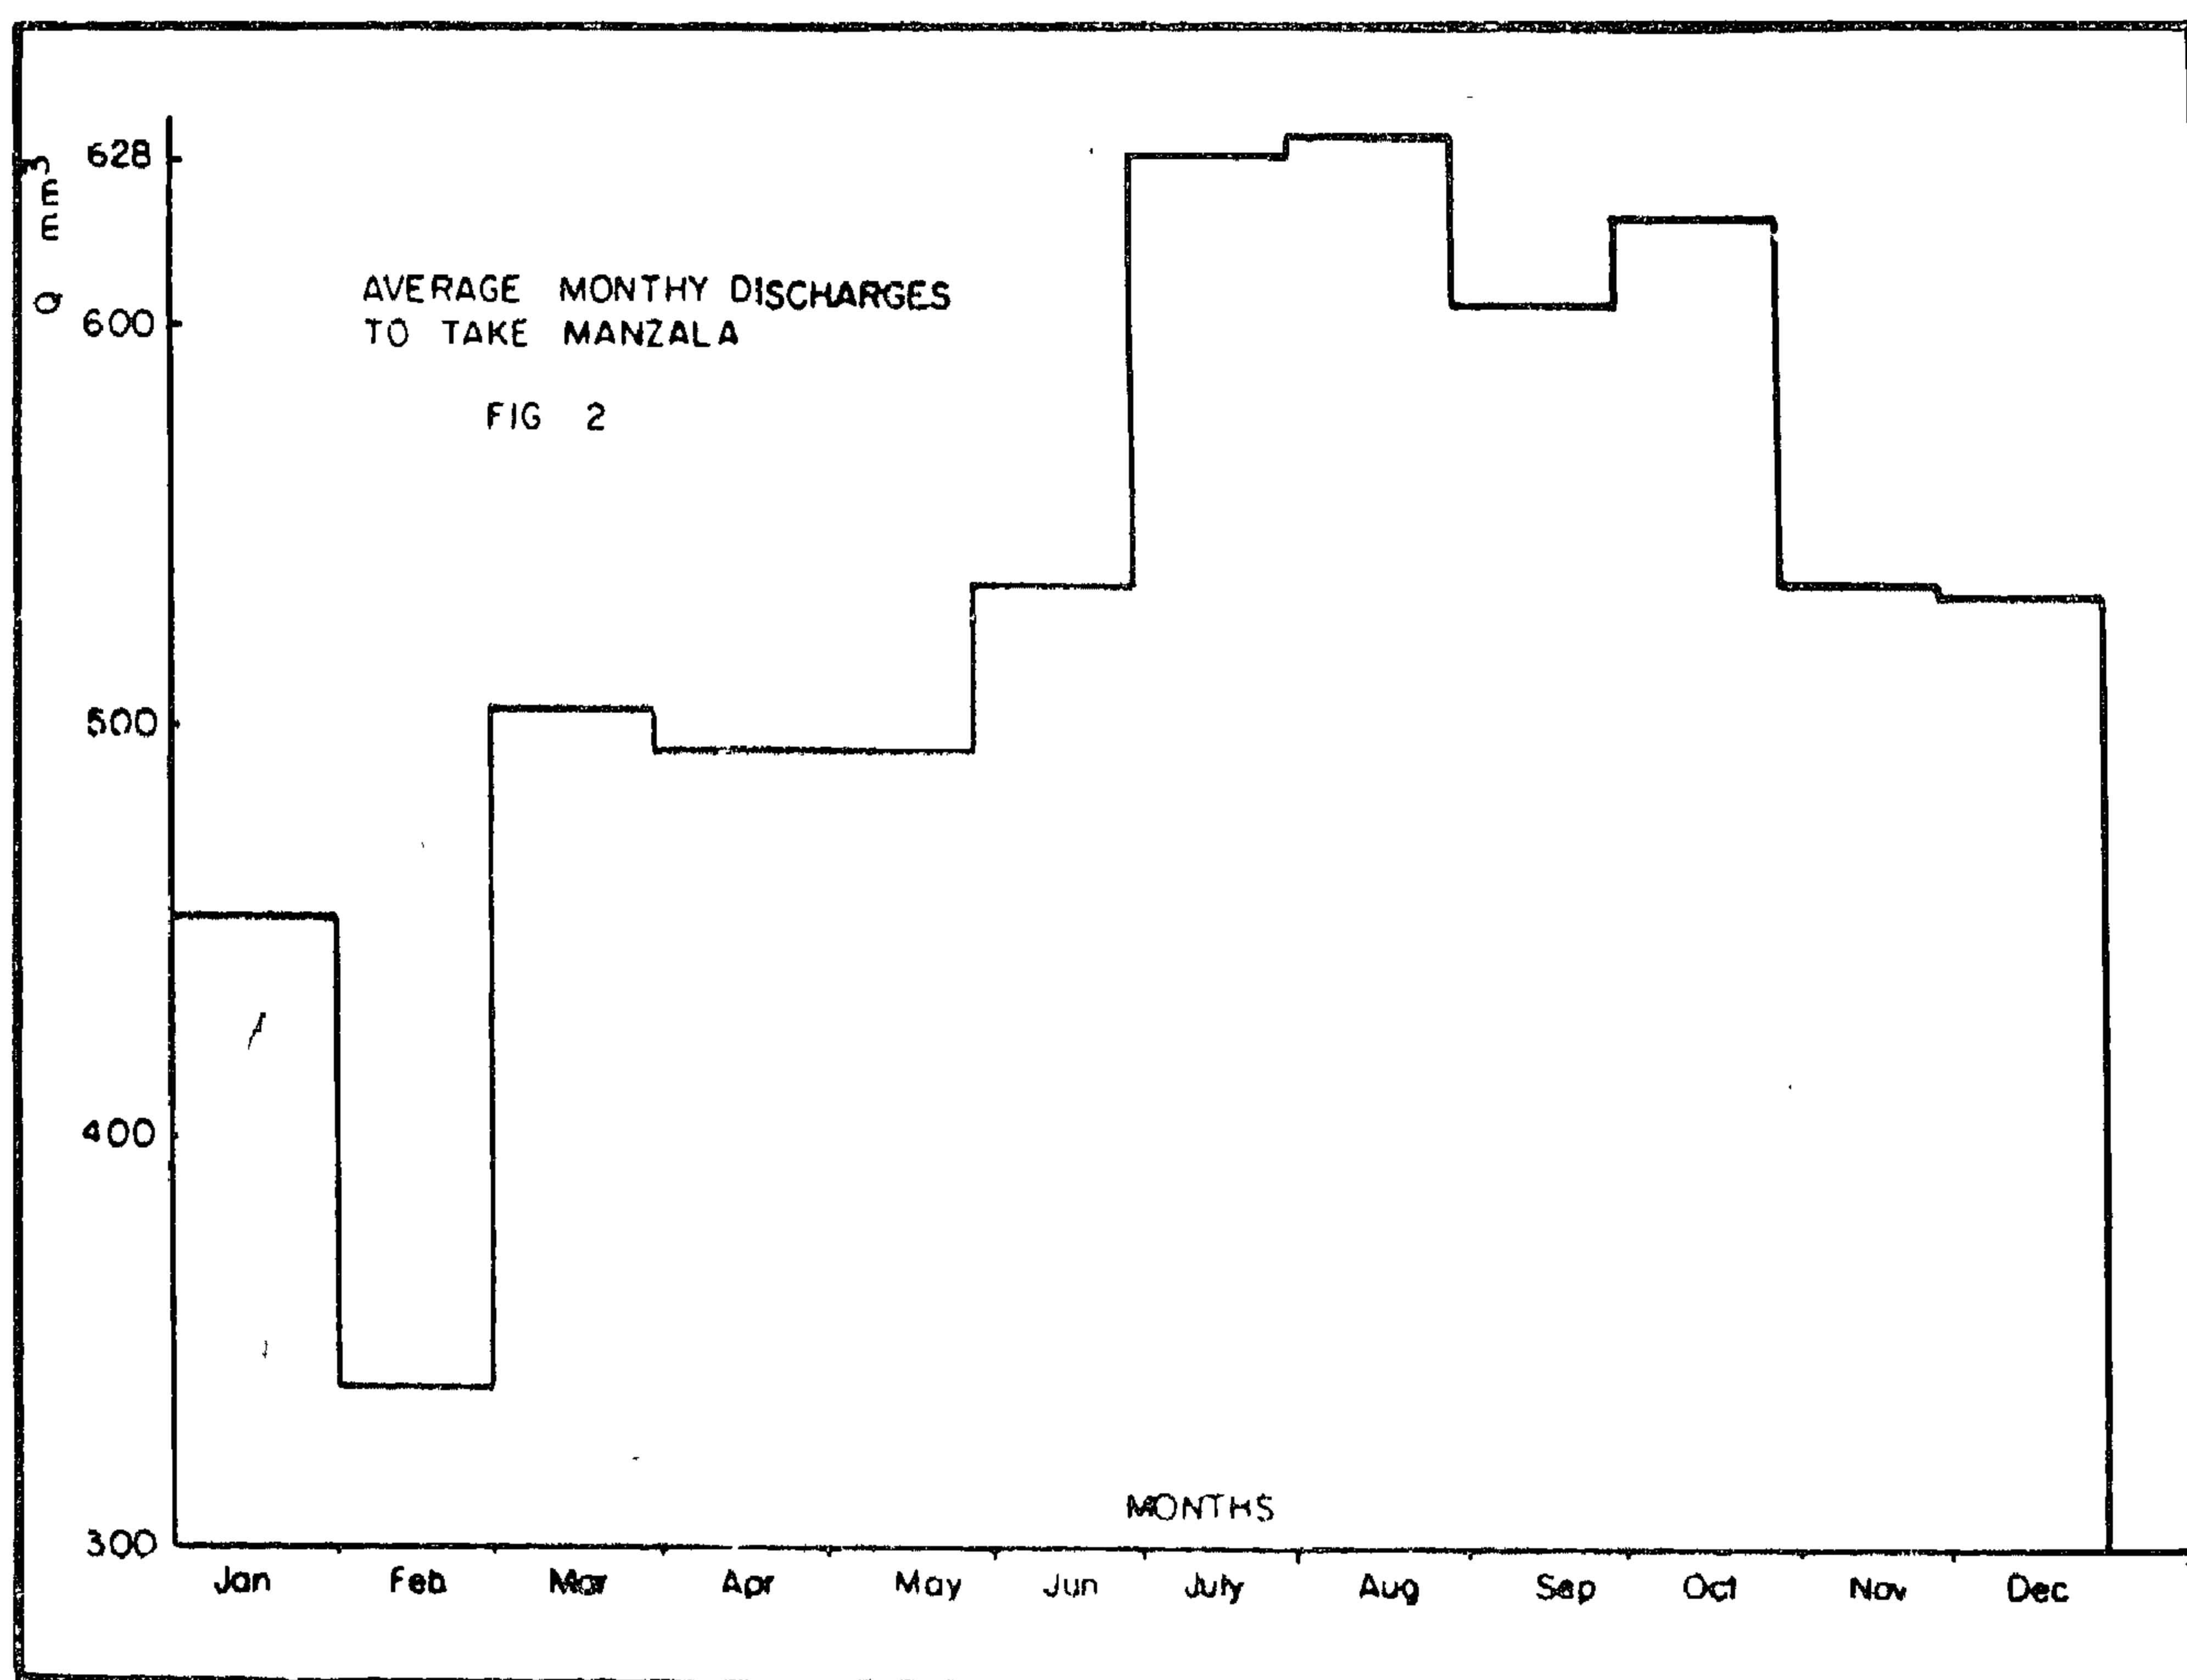 628
Q m m³
600
AVERAGE MONTHY DISCHARGES
TO TAKE MANZALA
FIG 2
500
400
300
MONTHS
Jan Feb Mar Apr May Jun July Aug Sep Oct Nov Dec